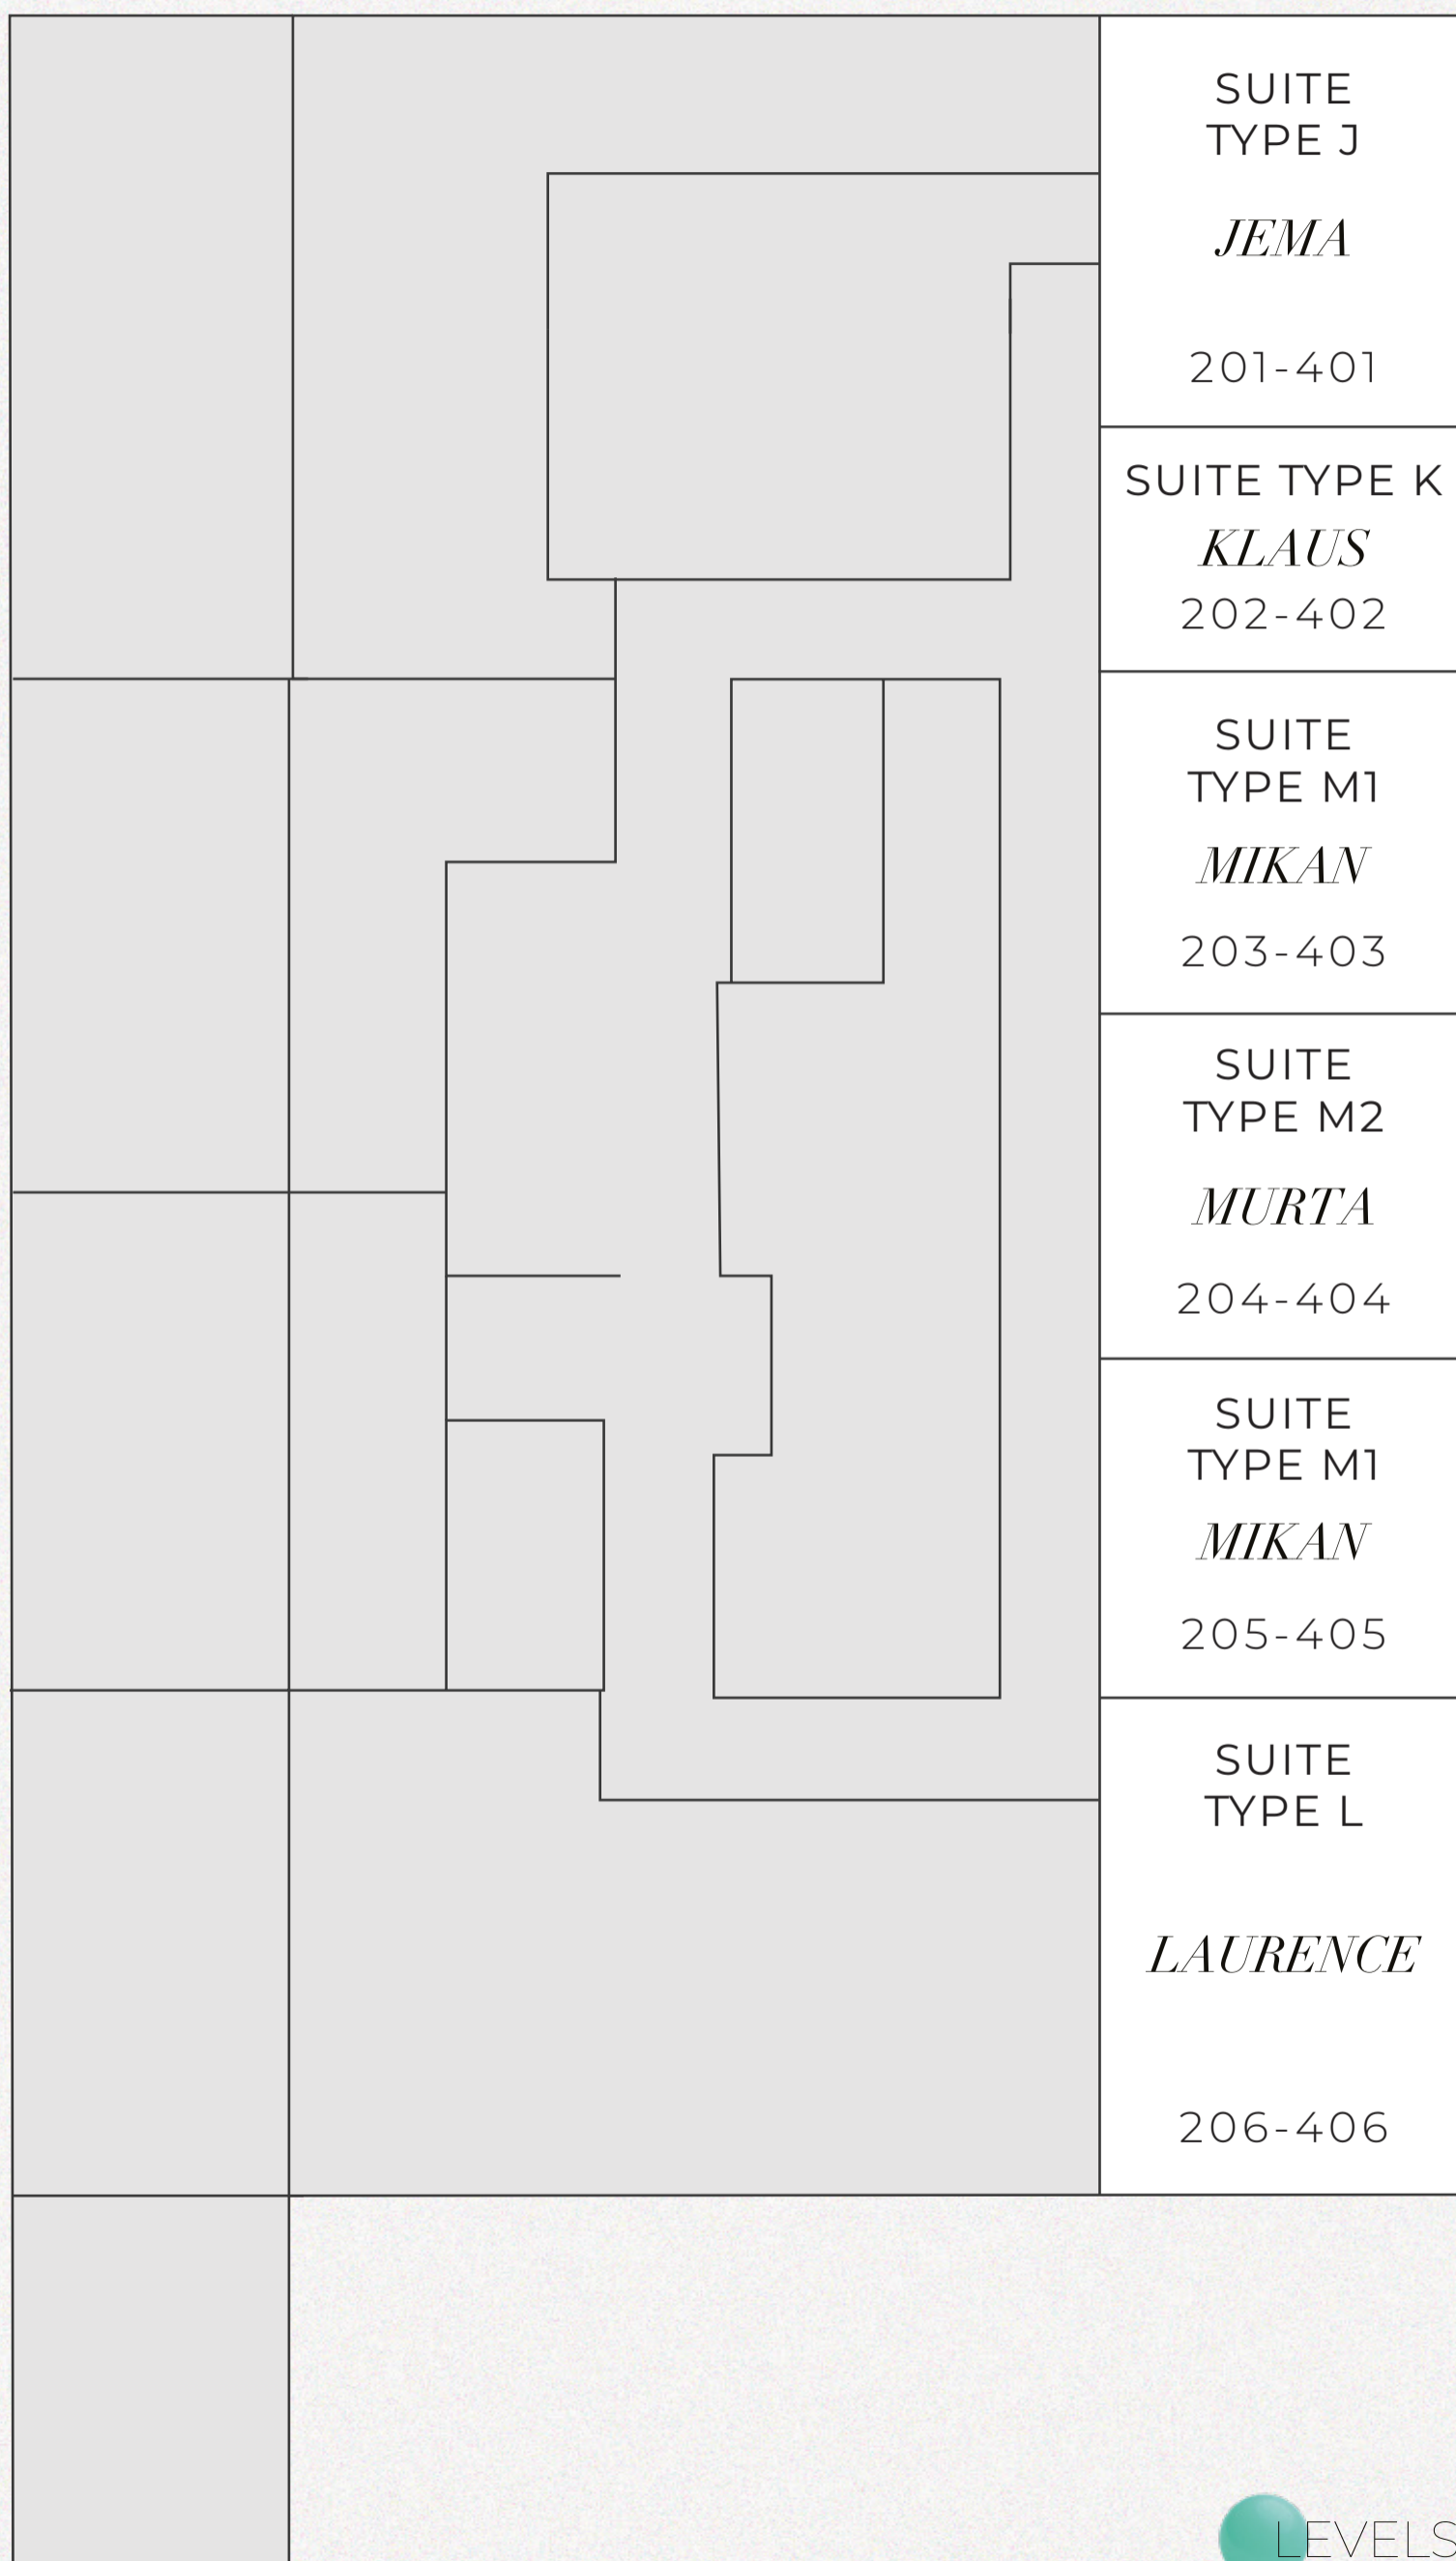 SUITE
TYPE J
JEMA
201-401
SUITE TYPE K
KLAUS
202-402
SUITE
TYPE M1
MIKAN
203-403
SUITE
TYPE M2
MURTA
204-404
SUITE
TYPE M1
MIKAN
205-405
SUITE
TYPE L
LAURENCE
206-406
LEVELS